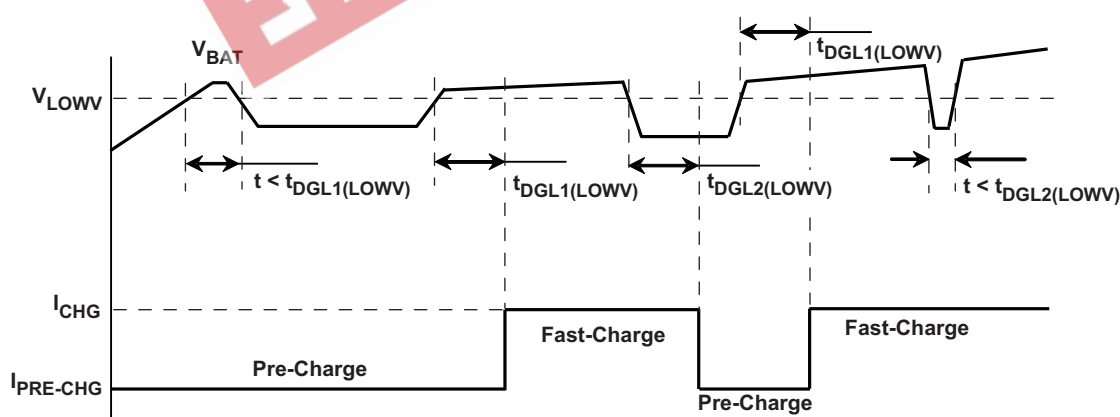 VBAT
tDGL1(LOWV)
VLOWV
t < tDGL1(LOWV)
tDGL1(LOWV)
tDGL2(LOWV)
t < tDGL2(LOWV)
ICHG
Fast-Charge
Fast-Charge
Pre-Charge
IPRE-CHG
Pre-Charge